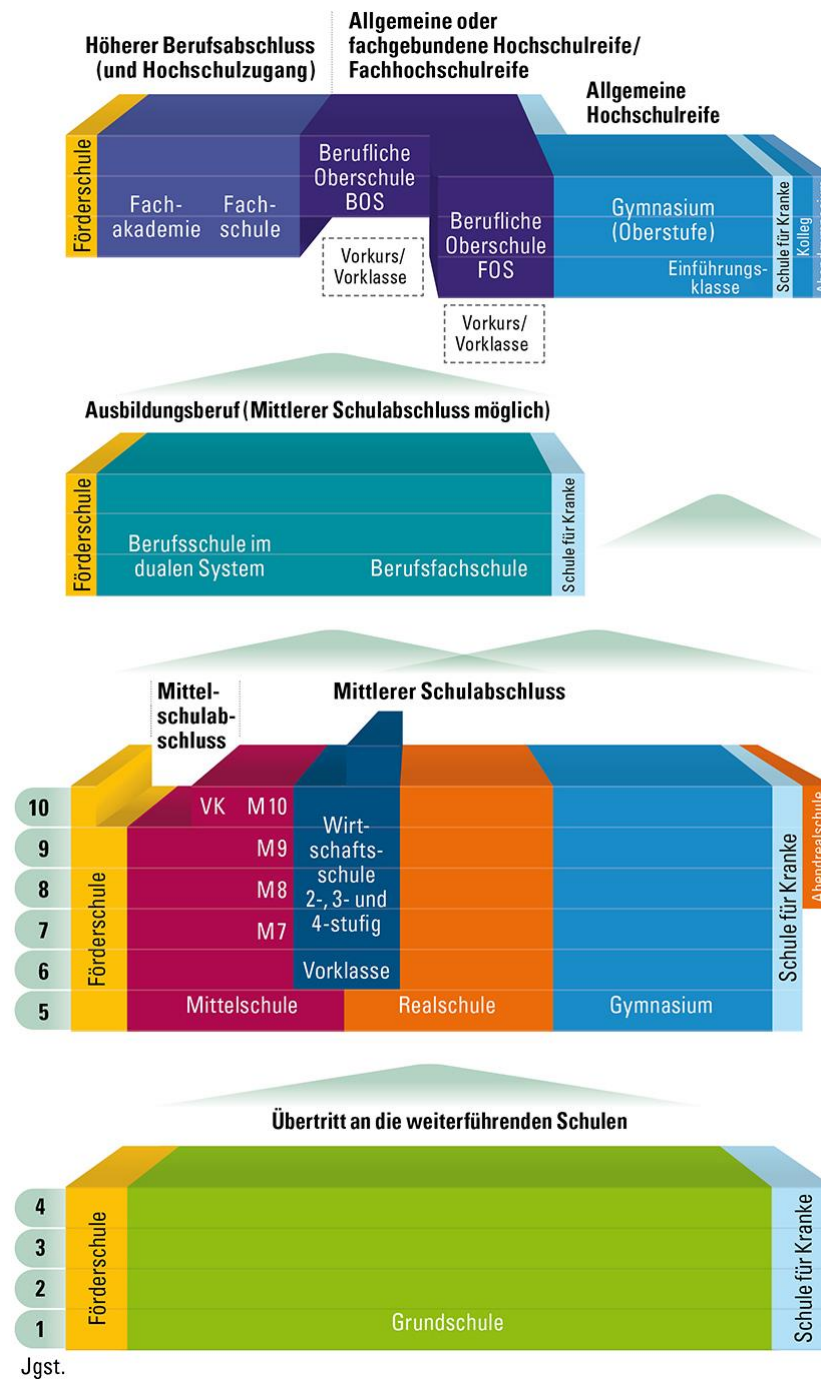 Höherer Berufsabschluss
(und Hochschulzugang)
Allgemeine oder
fachgebundene Hochschulreife/
Fachhochschulreife
Allgemeine
Hochschulreife
Förderschule
Fach-
akademie
Fach-
schule
Berufliche
Oberschule
BOS
Vorkurs/
Vorklasse
Berufliche
Oberschule
FOS
Vorkurs/
Vorklasse
Gymnasium
(Oberstufe)
Einführungs-
klasse
Schule für Kranke
Kolleg
Ausbildungsberuf (Mittlerer Schulabschluss möglich)
Förderschule
Berufsschule im
dualen System
Berufsfachschule
Schule für Kranke
Mittel-
schulab-
schluss
Mittlerer Schulabschluss
10
9
8
7
6
5
Förderschule
VK M10
M9
M8
M7
Mittelschule
Wirt-
schafts-
schule
2-, 3- und
4-stufig
Vorklasse
Realschule
Gymnasium
Schule für Kranke
Abendrealschule
Übertritt an die weiterführenden Schulen
4
3
2
1
Jgst.
Förderschule
Grundschule
Schule für Kranke